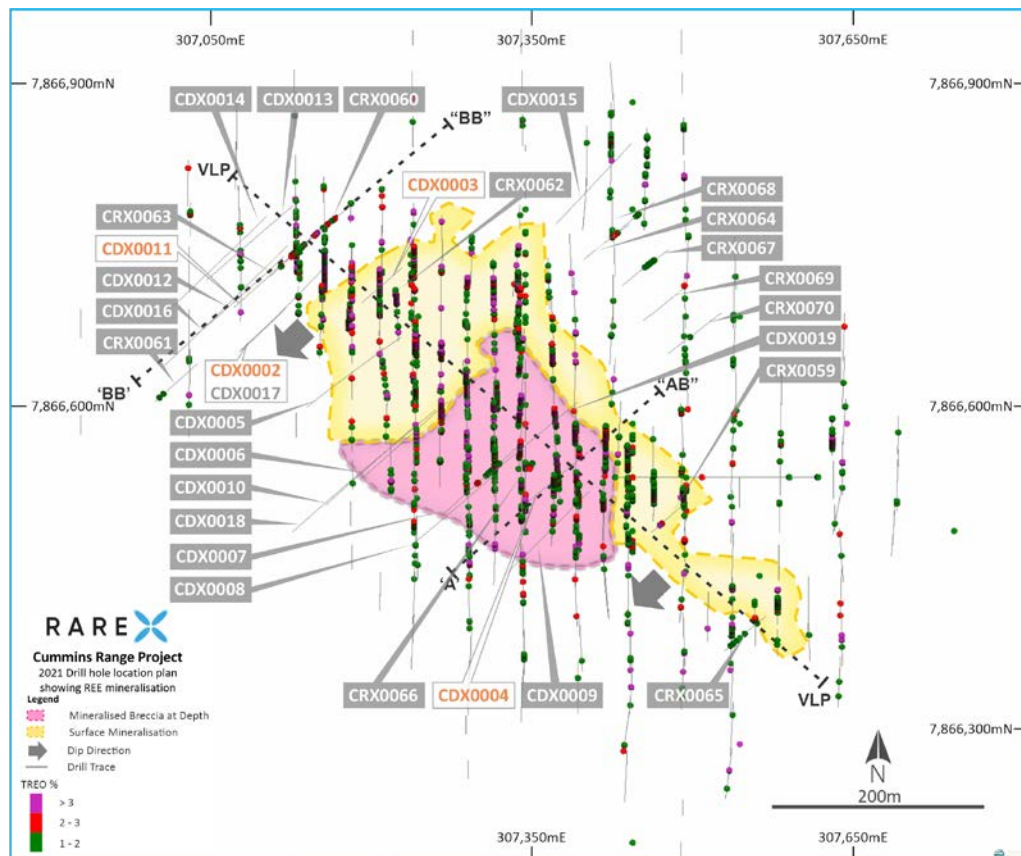 307,050mE
307,350mE
307,650mE
7,866,900mN
7,866,900mN
CDX0014
CDX0013
CRX0060
"BB"
CDX0015
VLP
CDX0003
CRX0062
CRX0068
CRX0063
CRX0064
CDX0011
CRX0067
CDX0012
CRX0069
CDX0016
CRX0070
CRX0061
CDX0019
'BB'
CDX0002
CDX0017
CRX0059
"AB"
7,866,600mN
7,866,600mN
CDX0005
CDX0006
CDX0010
CDX0018
CDX0007
CDX0008
'A'
RAREX
Cummins Range Project
2021 Drill hole location plan
showing REE mineralisation
Legend
Mineralised Breccia at Depth
Surface Mineralisation
Dip Direction
Drill Trace
TREO %
> 3
2 - 3
1 - 2
CRX0066
CDX0004
CDX0009
CRX0065
VLP
7,866,300mN
N
200m
307,350mE
307,650mE